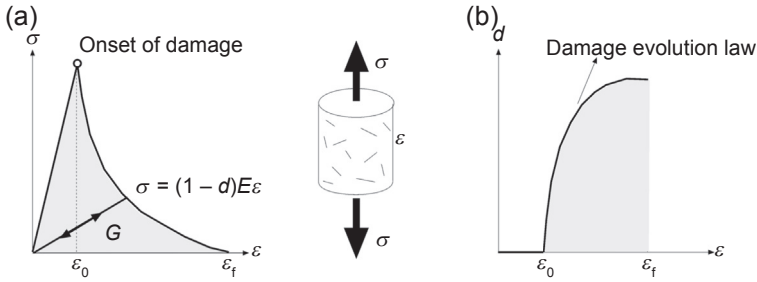 (a)
σ
Onset of damage
σ = (1 – d)Eε
G
ε
ε0
εf
σ
ε
σ
(b)
d
Damage evolution law
ε
ε0
εf